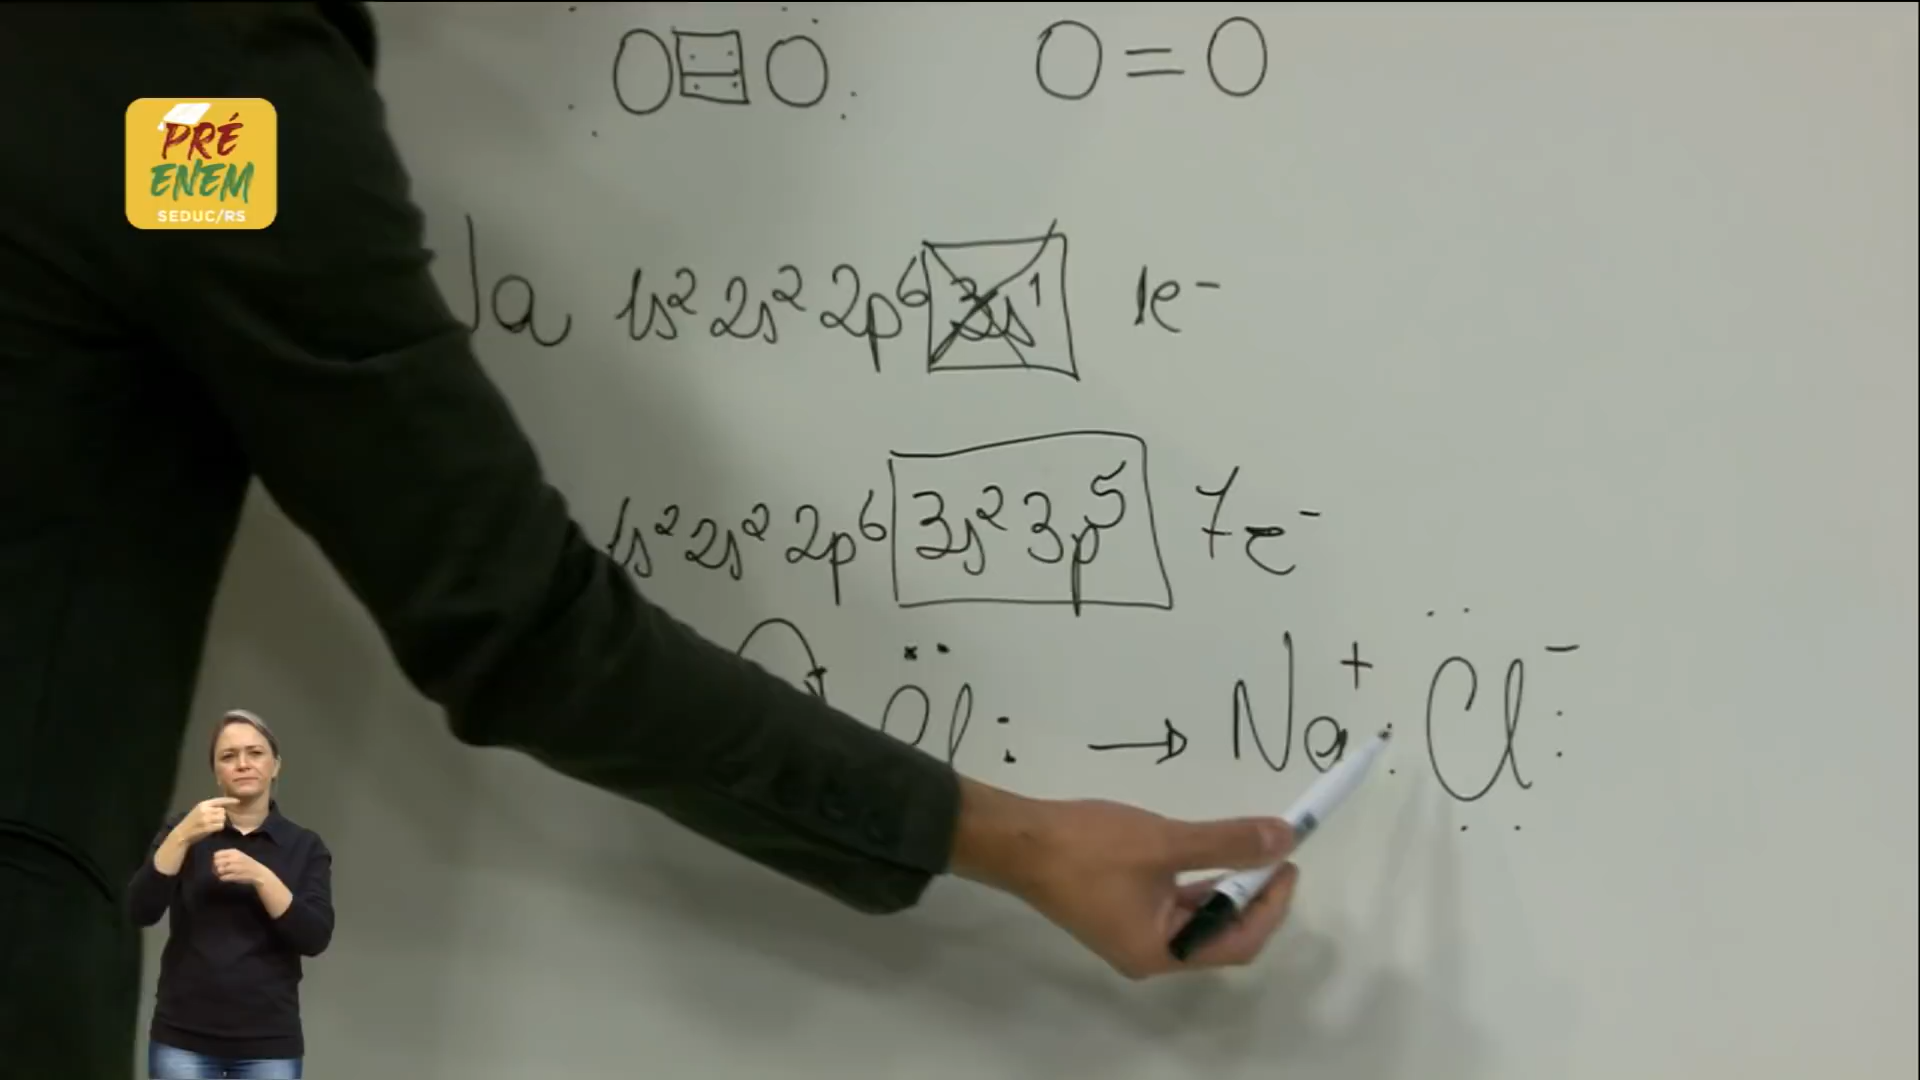 O O O = O
PRÉ
ENEM
SEDUC/RS
Na 1s² 2s² 2p⁶ 3s¹ 1e⁻
1s² 2s² 2p⁶ 3s² 3p⁵ 7e⁻
Cl : → Na⁺ : Cl⁻ :